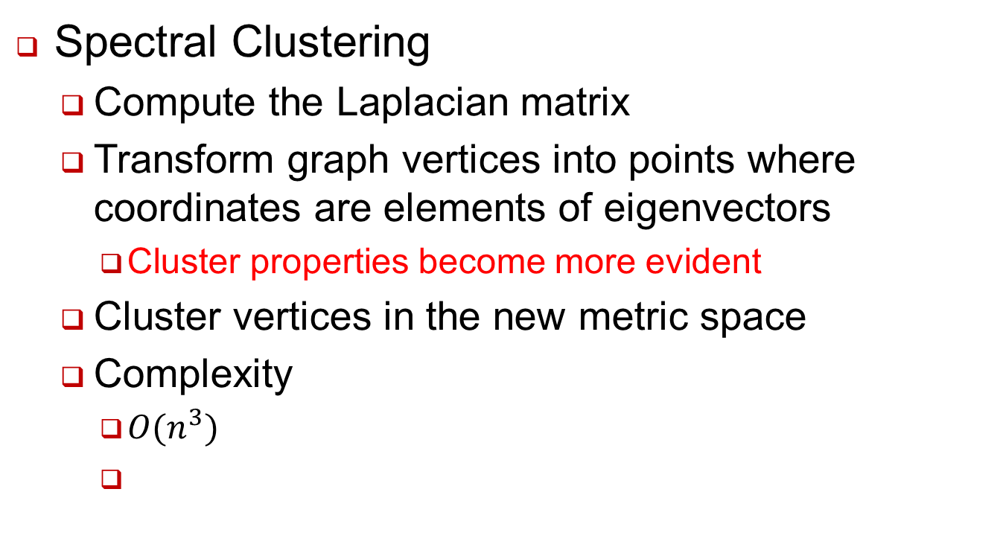 Spectral Clustering
Compute the Laplacian matrix
Transform graph vertices into points where
coordinates are elements of eigenvectors
Cluster properties become more evident
Cluster vertices in the new metric space
Complexity
𝑂(𝑛³)